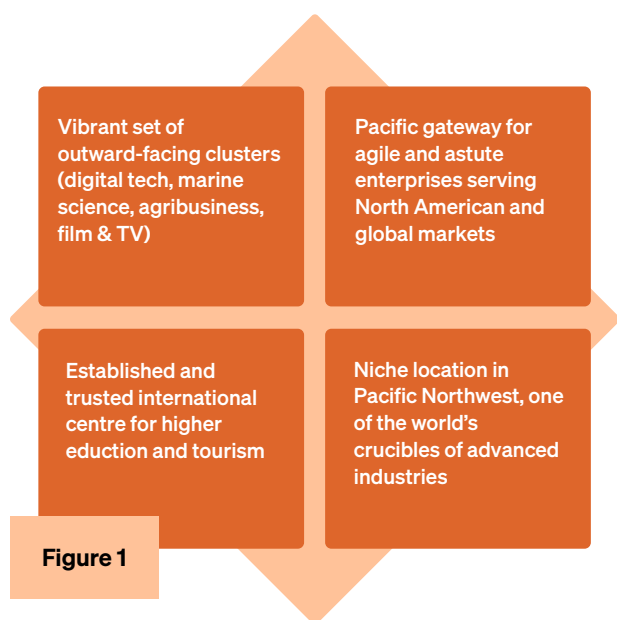 Vibrant set of
outward-facing clusters
(digital tech, marine
science, agribusiness,
film & TV)
Pacific gateway for
agile and astute
enterprises serving
North American and
global markets
Established and
trusted international
centre for higher
eduction and tourism
Niche location in
Pacific Northwest, one
of the world's
crucibles of advanced
industries
Figure 1